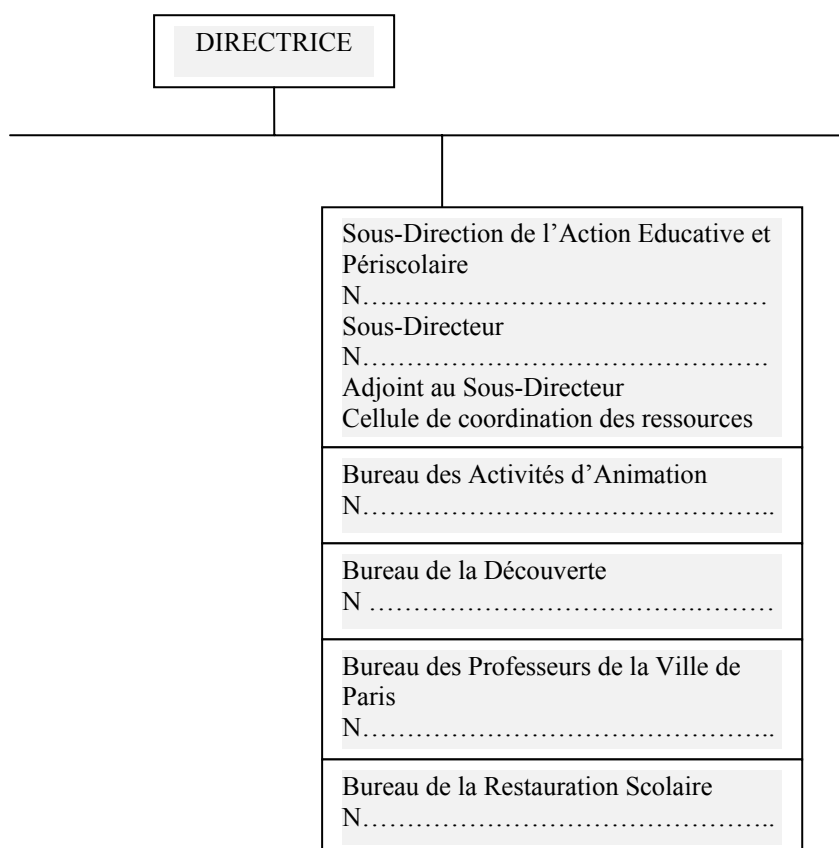 DIRECTRICE
Sous-Direction de l’Action Educative et
Périscolaire
N….……………………………………
Sous-Directeur
N……………………………………….
Adjoint au Sous-Directeur
Cellule de coordination des ressources
Bureau des Activités d’Animation
N………………………………………..
Bureau de la Découverte
N ……………………………….………
Bureau des Professeurs de la Ville de
Paris
N………………………………………..
Bureau de la Restauration Scolaire
N………………………………………..